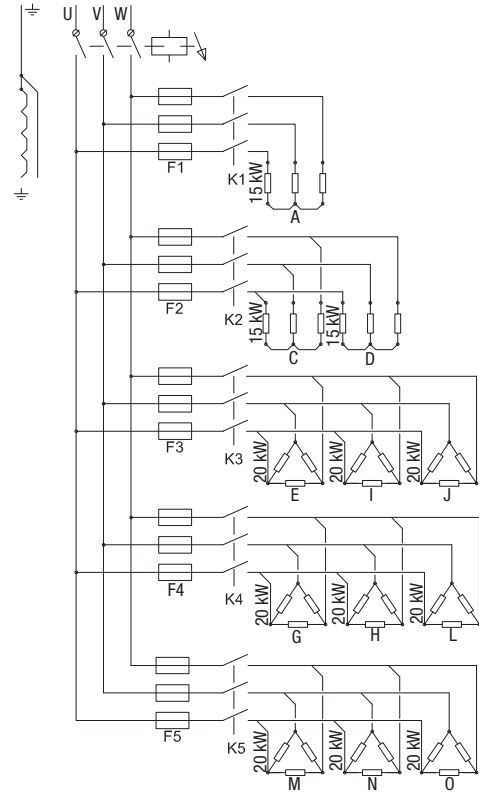 U V W
F1 K1 15 kW
A
F2 K2 15 kW 15 kW
C D
F3 K3 20 kW 20 kW 20 kW
E I J
F4 K4 20 kW 20 kW 20 kW
G H L
F5 K5 20 kW 20 kW 20 kW
M N O